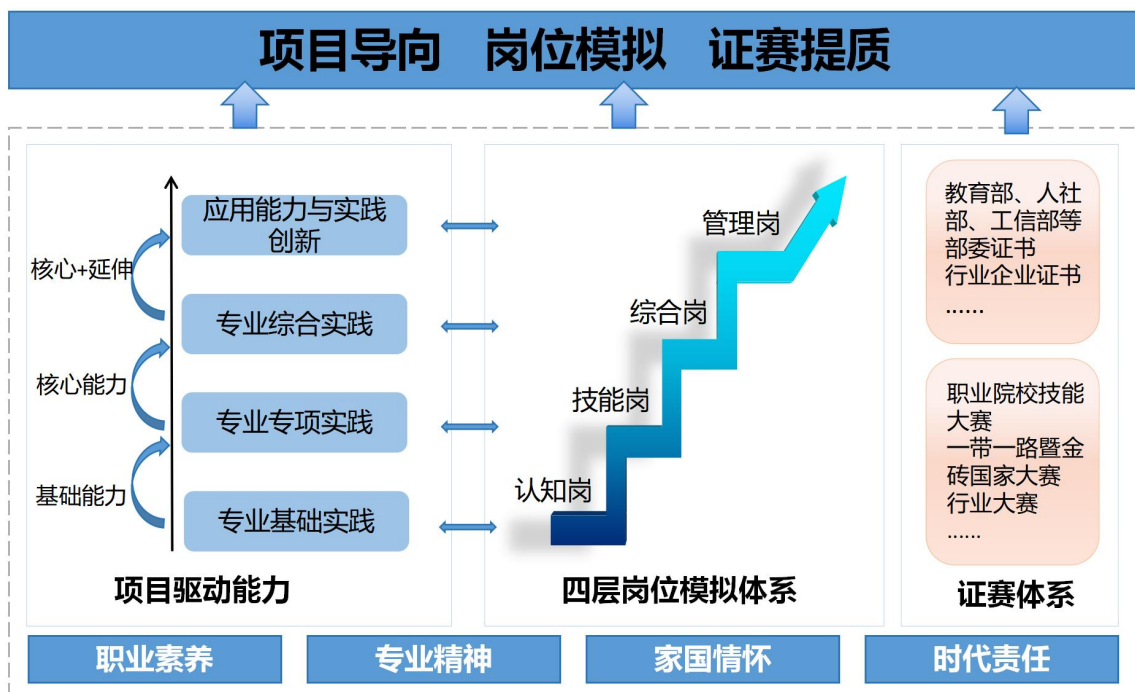 项目导向 岗位模拟 证赛提质
应用能力与实践
创新
核心+延伸
专业综合实践
核心能力
专业专项实践
基础能力
专业基础实践
项目驱动能力
管理岗
综合岗
技能岗
认知岗
四层岗位模拟体系
教育部、人社
部、工信部等
部委证书
行业企业证书
......
职业院校技能
大赛
一带一路暨金
砖国家大赛
行业大赛
......
证赛体系
职业素养
专业精神
家国情怀
时代责任